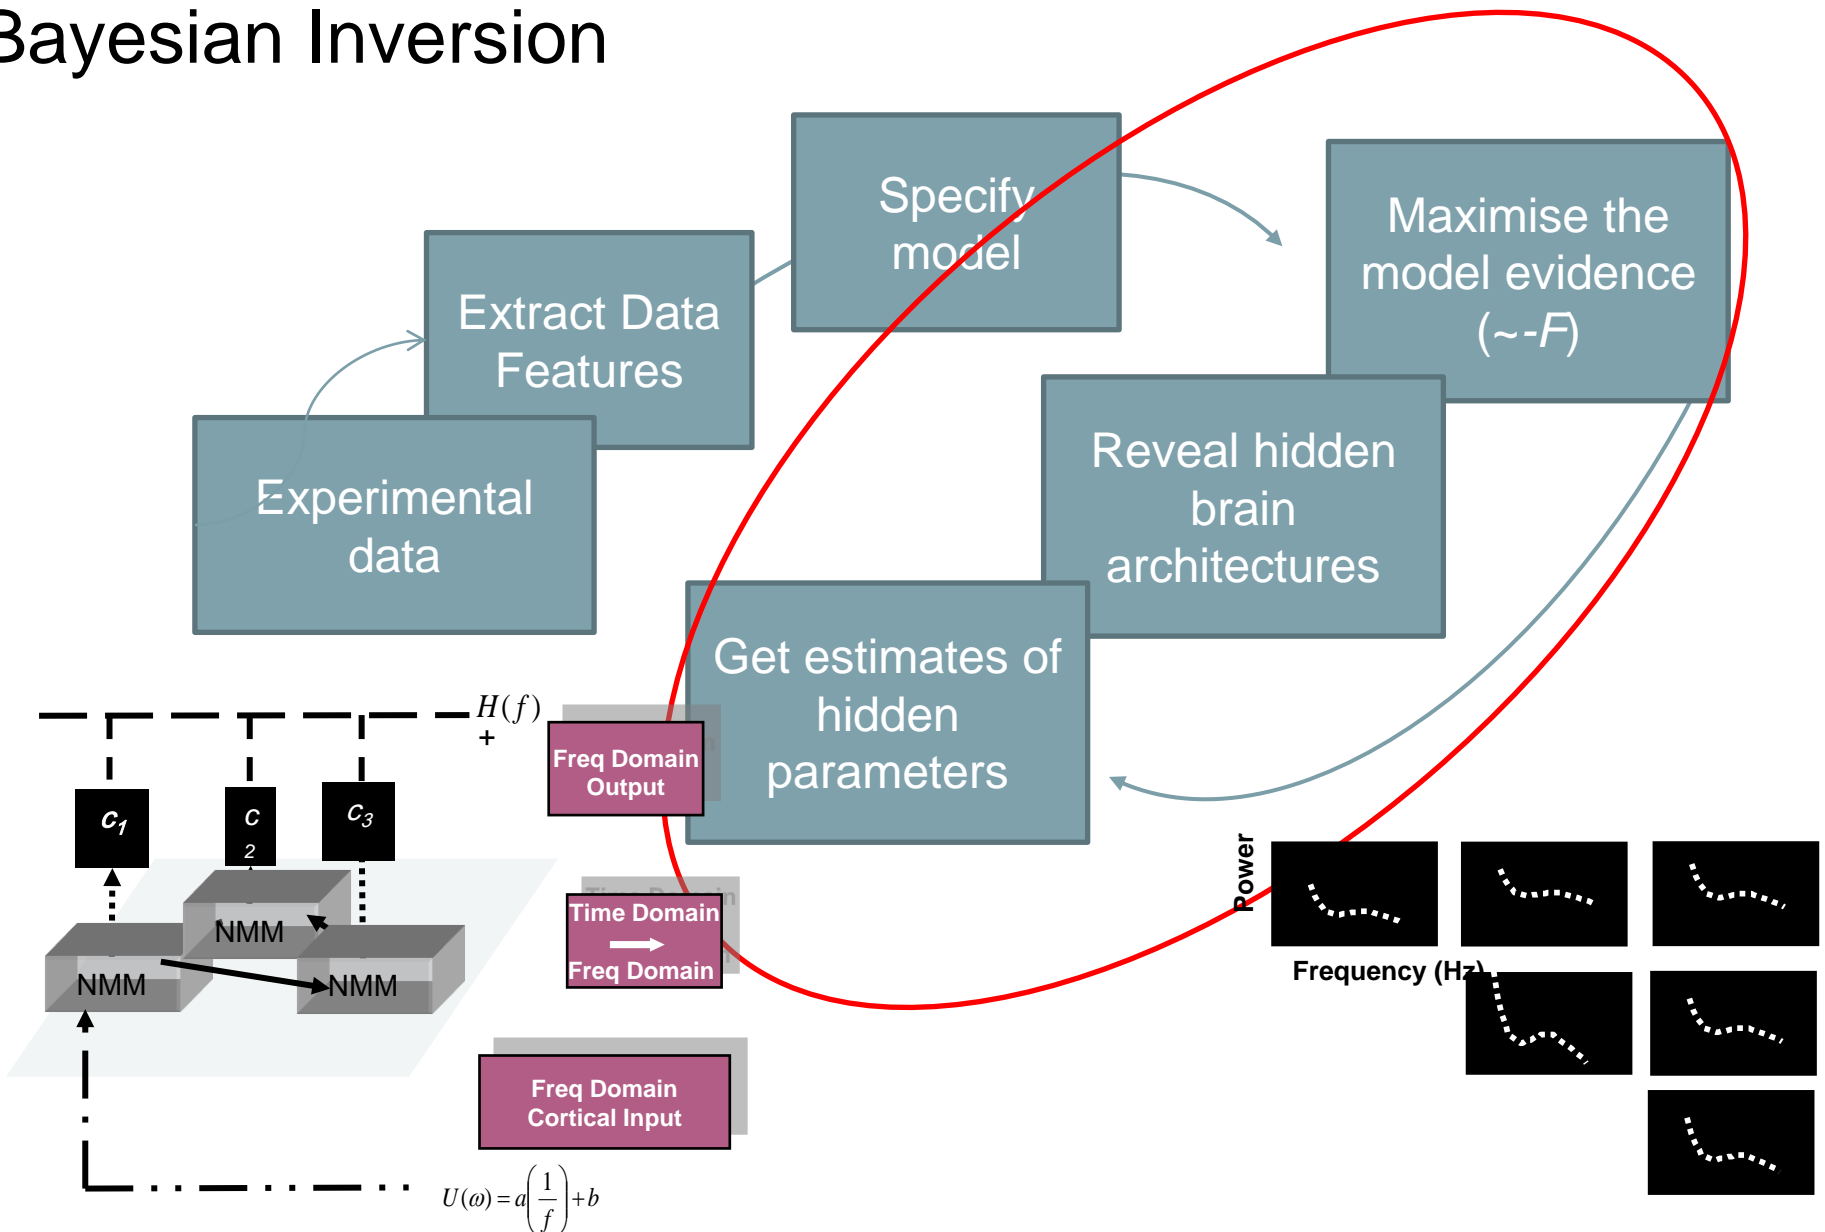 Bayesian Inversion
Specify
model
Maximise the
model evidence
(~-F)
Extract Data
Features
Reveal hidden
brain
architectures
Experimental
data
Get estimates of
hidden
parameters
H(f)
+
Freq Domain
Output
c1
c
2
c3
NMM
NMM
NMM
Time Domain
Freq Domain
Freq Domain
Cortical Input
U(ω) = a(1/f) + b
Power
Frequency (Hz)